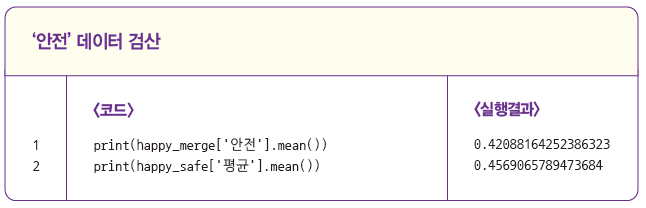 ‘안전’ 데이터 검산
<코드>
<실행결과>
1 print(happy_merge['안전'].mean()) 0.42088164252386323
2 print(happy_safe['평균'].mean()) 0.4569065789473684